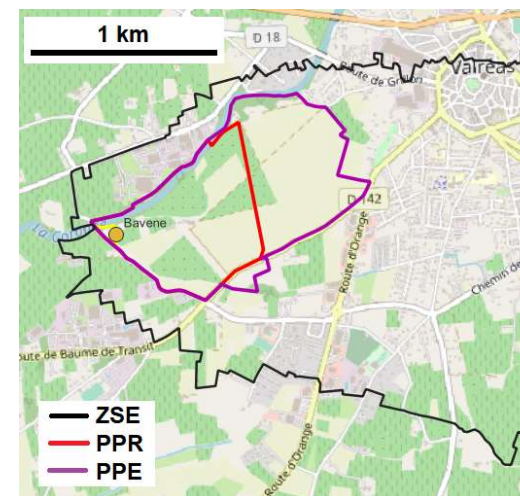 1 km
D 18
Route de Grillon
Valréas
D 142
Bavene
La Coronne
Route d'Orange
Chemin de
Route de Baume de Transit
Route d'Orange
ZSE
PPR
PPE